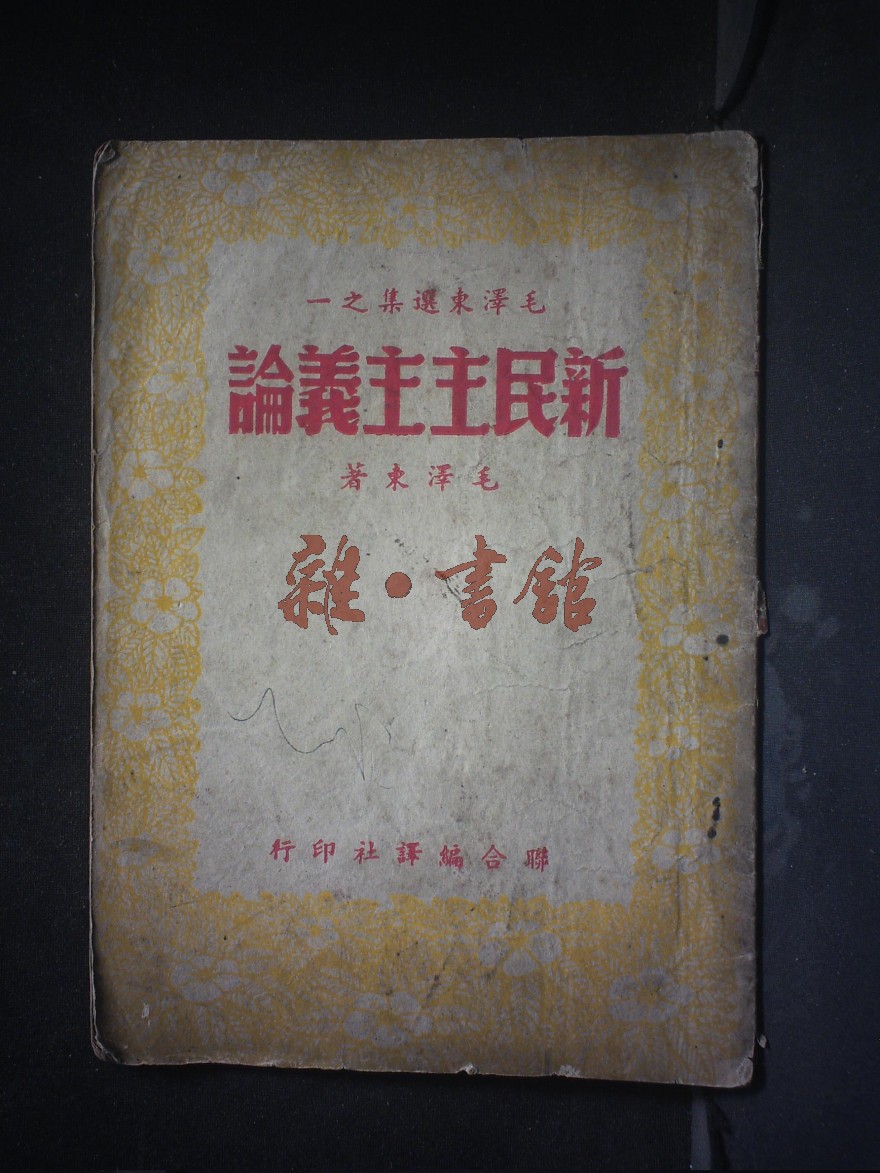 毛澤東選集之一
新民主主義論
毛澤東著
雜·書館
聯合編譯社印行